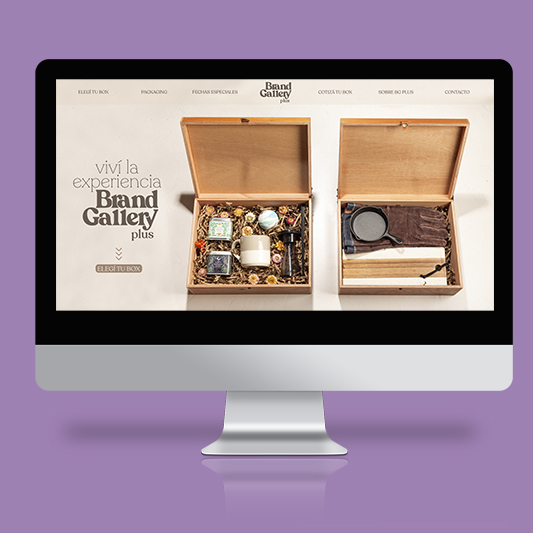 ELEGÍ TU BOX
PACKAGING
FECHAS ESPECIALES
Brand
Gallery
plus
COTIZÁ TU BOX
SOBRE BG PLUS
CONTACTO
viví la
experiencia
Brand
Gallery
plus
ELEGÍ TU BOX